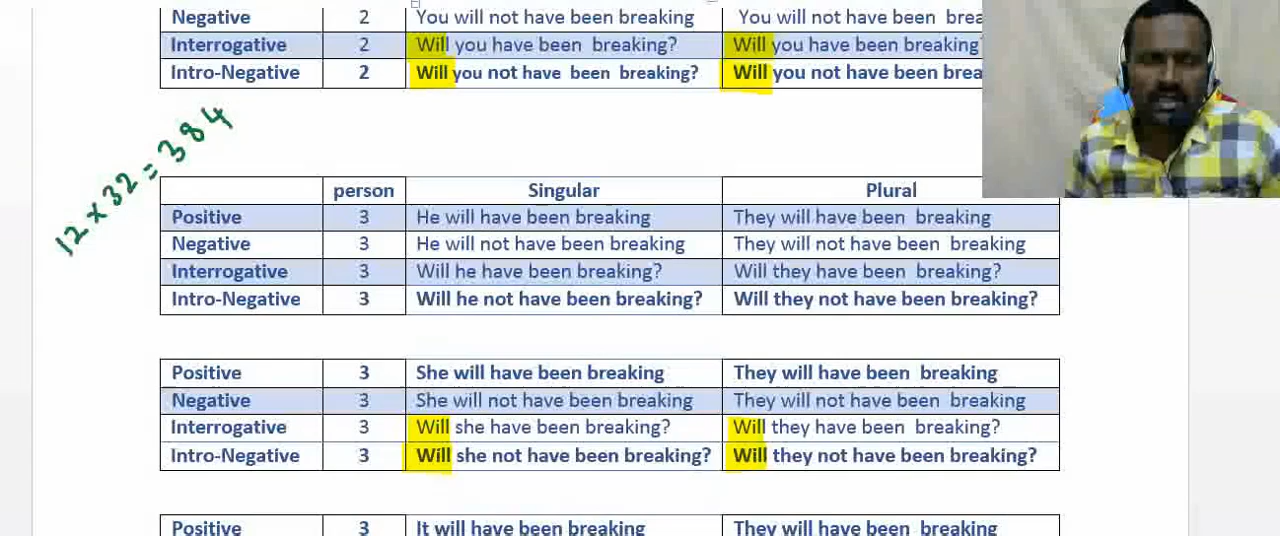 Negative 2 You will not have been breaking You will not have been brea
Interrogative 2 Will you have been breaking? Will you have been breaking?
Intro-Negative 2 Will you not have been breaking? Will you not have been brea
12 x 32 = 384
person Singular Plural
Positive 3 He will have been breaking They will have been breaking
Negative 3 He will not have been breaking They will not have been breaking
Interrogative 3 Will he have been breaking? Will they have been breaking?
Intro-Negative 3 Will he not have been breaking? Will they not have been breaking?
Positive 3 She will have been breaking They will have been breaking
Negative 3 She will not have been breaking They will not have been breaking
Interrogative 3 Will she have been breaking? Will they have been breaking?
Intro-Negative 3 Will she not have been breaking? Will they not have been breaking?
Positive 3 It will have been breaking They will have been breaking